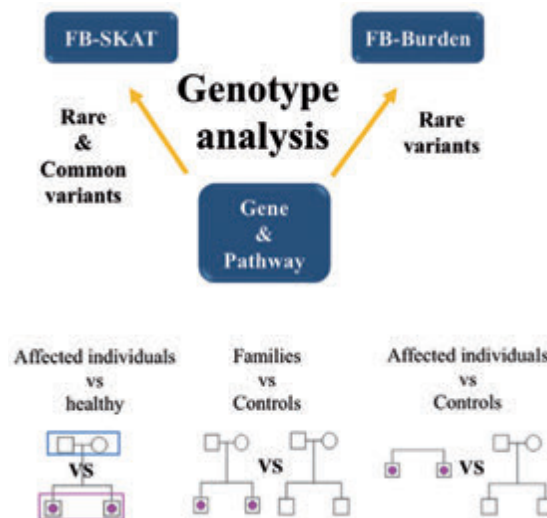 FB-SKAT
FB-Burden
Genotype
analysis
Rare
&
Common
variants
Rare
variants
Gene
&
Pathway
Affected individuals
vs
healthy
Families
vs
Controls
Affected individuals
vs
Controls
VS
VS
VS